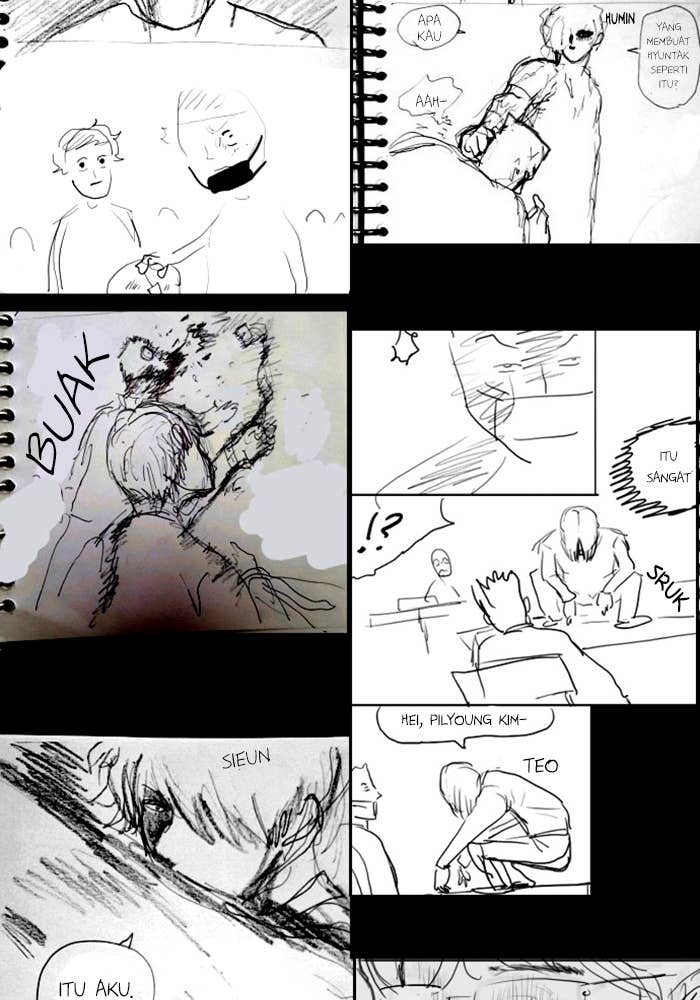 APA
KAU
HUMIN
YANG
MEMBUAT
HYUNTAK
SEPERTI
ITU?
AAH-
BUAK
ITU
SANGAT
!?
SRUK
HEI, PILYOUNG KIM-
TEO
SIEUN
ITU AKU.